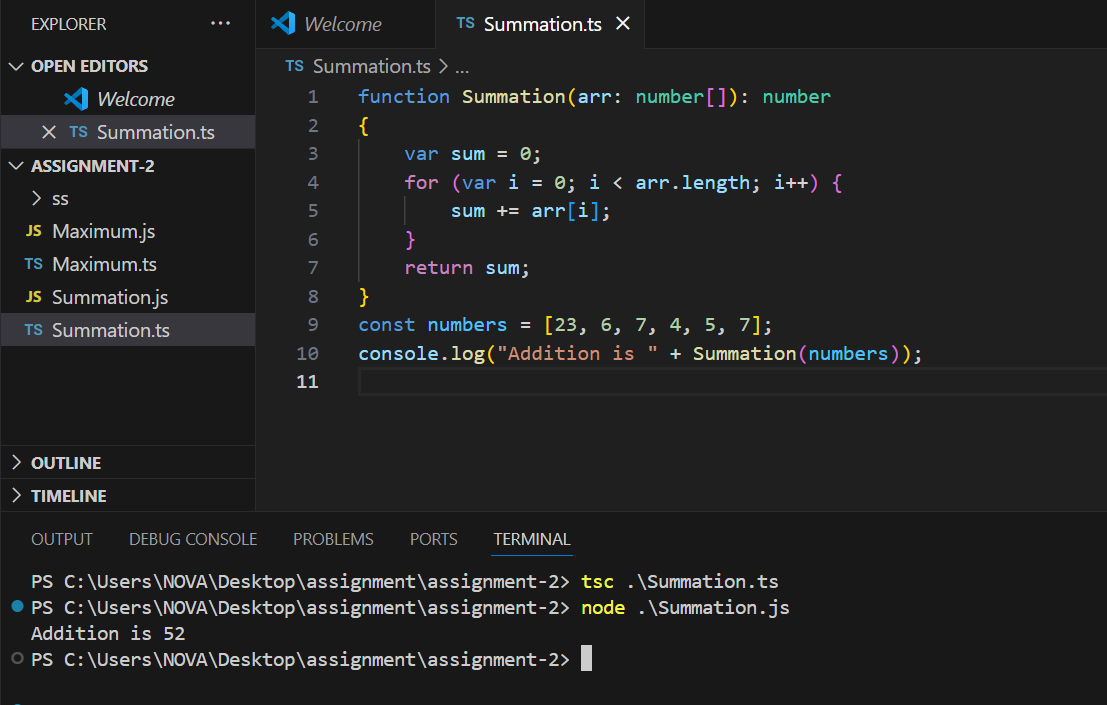 EXPLORER ···
OPEN EDITORS
Welcome
TS Summation.ts
ASSIGNMENT-2
ss
JS Maximum.js
TS Maximum.ts
JS Summation.js
TS Summation.ts
OUTLINE
TIMELINE
Welcome TS Summation.ts
TS Summation.ts > ...
1 function Summation(arr: number[]): number
2 {
3 var sum = 0;
4 for (var i = 0; i < arr.length; i++) {
5 sum += arr[i];
6 }
7 return sum;
8 }
9 const numbers = [23, 6, 7, 4, 5, 7];
10 console.log("Addition is " + Summation(numbers));
11
OUTPUT DEBUG CONSOLE PROBLEMS PORTS TERMINAL
PS C:\Users\NOVA\Desktop\assignment\assignment-2> tsc .\Summation.ts
PS C:\Users\NOVA\Desktop\assignment\assignment-2> node .\Summation.js
Addition is 52
PS C:\Users\NOVA\Desktop\assignment\assignment-2>